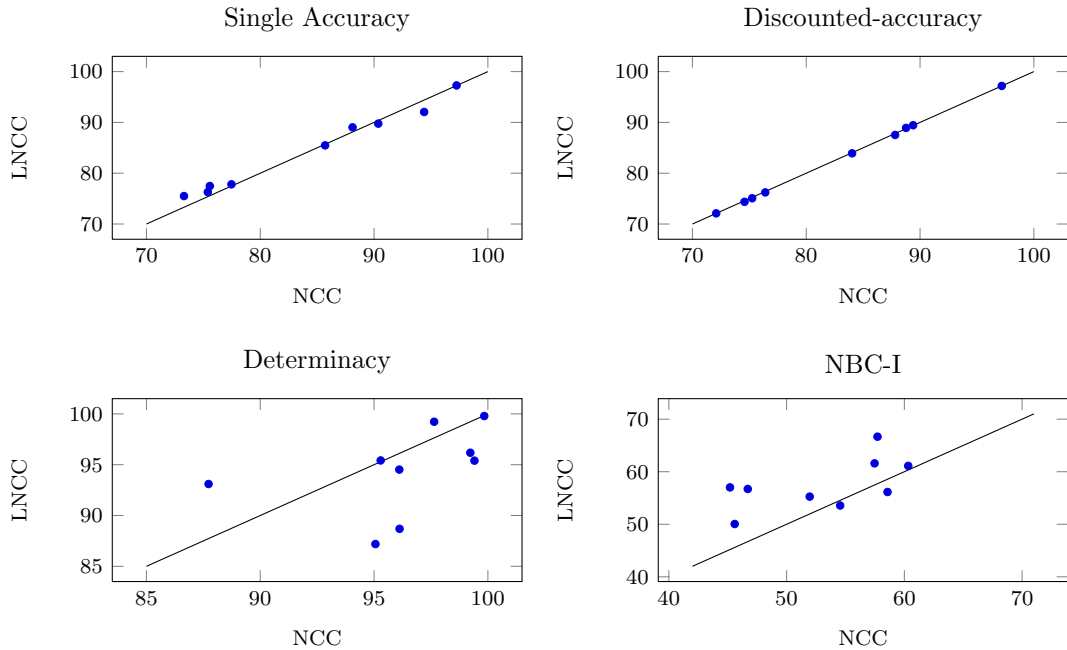 Single Accuracy
100
90
80
70
LNCC
70 80 90 100
NCC
Discounted-accuracy
100
90
80
70
LNCC
70 80 90 100
NCC
Determinacy
100
95
90
85
LNCC
85 90 95 100
NCC
NBC-I
70
60
50
40
LNCC
40 50 60 70
NCC